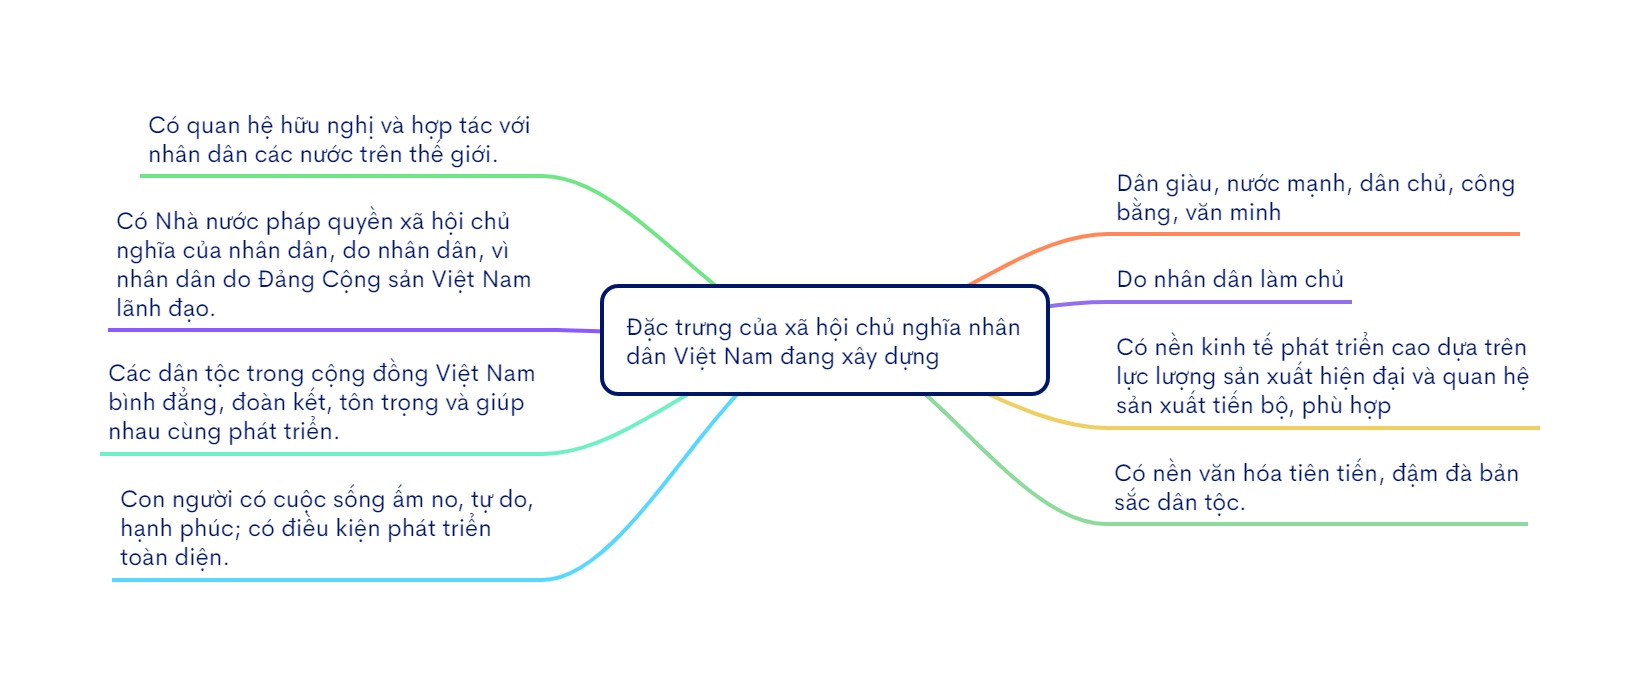 Có quan hệ hữu nghị và hợp tác với
nhân dân các nước trên thế giới.
Có Nhà nước pháp quyền xã hội chủ
nghĩa của nhân dân, do nhân dân, vì
nhân dân do Đảng Cộng sản Việt Nam
lãnh đạo.
Các dân tộc trong cộng đồng Việt Nam
bình đẳng, đoàn kết, tôn trọng và giúp
nhau cùng phát triển.
Con người có cuộc sống ấm no, tự do,
hạnh phúc; có điều kiện phát triển
toàn diện.
Đặc trưng của xã hội chủ nghĩa nhân
dân Việt Nam đang xây dựng
Dân giàu, nước mạnh, dân chủ, công
bằng, văn minh
Do nhân dân làm chủ
Có nền kinh tế phát triển cao dựa trên
lực lượng sản xuất hiện đại và quan hệ
sản xuất tiến bộ, phù hợp
Có nền văn hóa tiên tiến, đậm đà bản
sắc dân tộc.